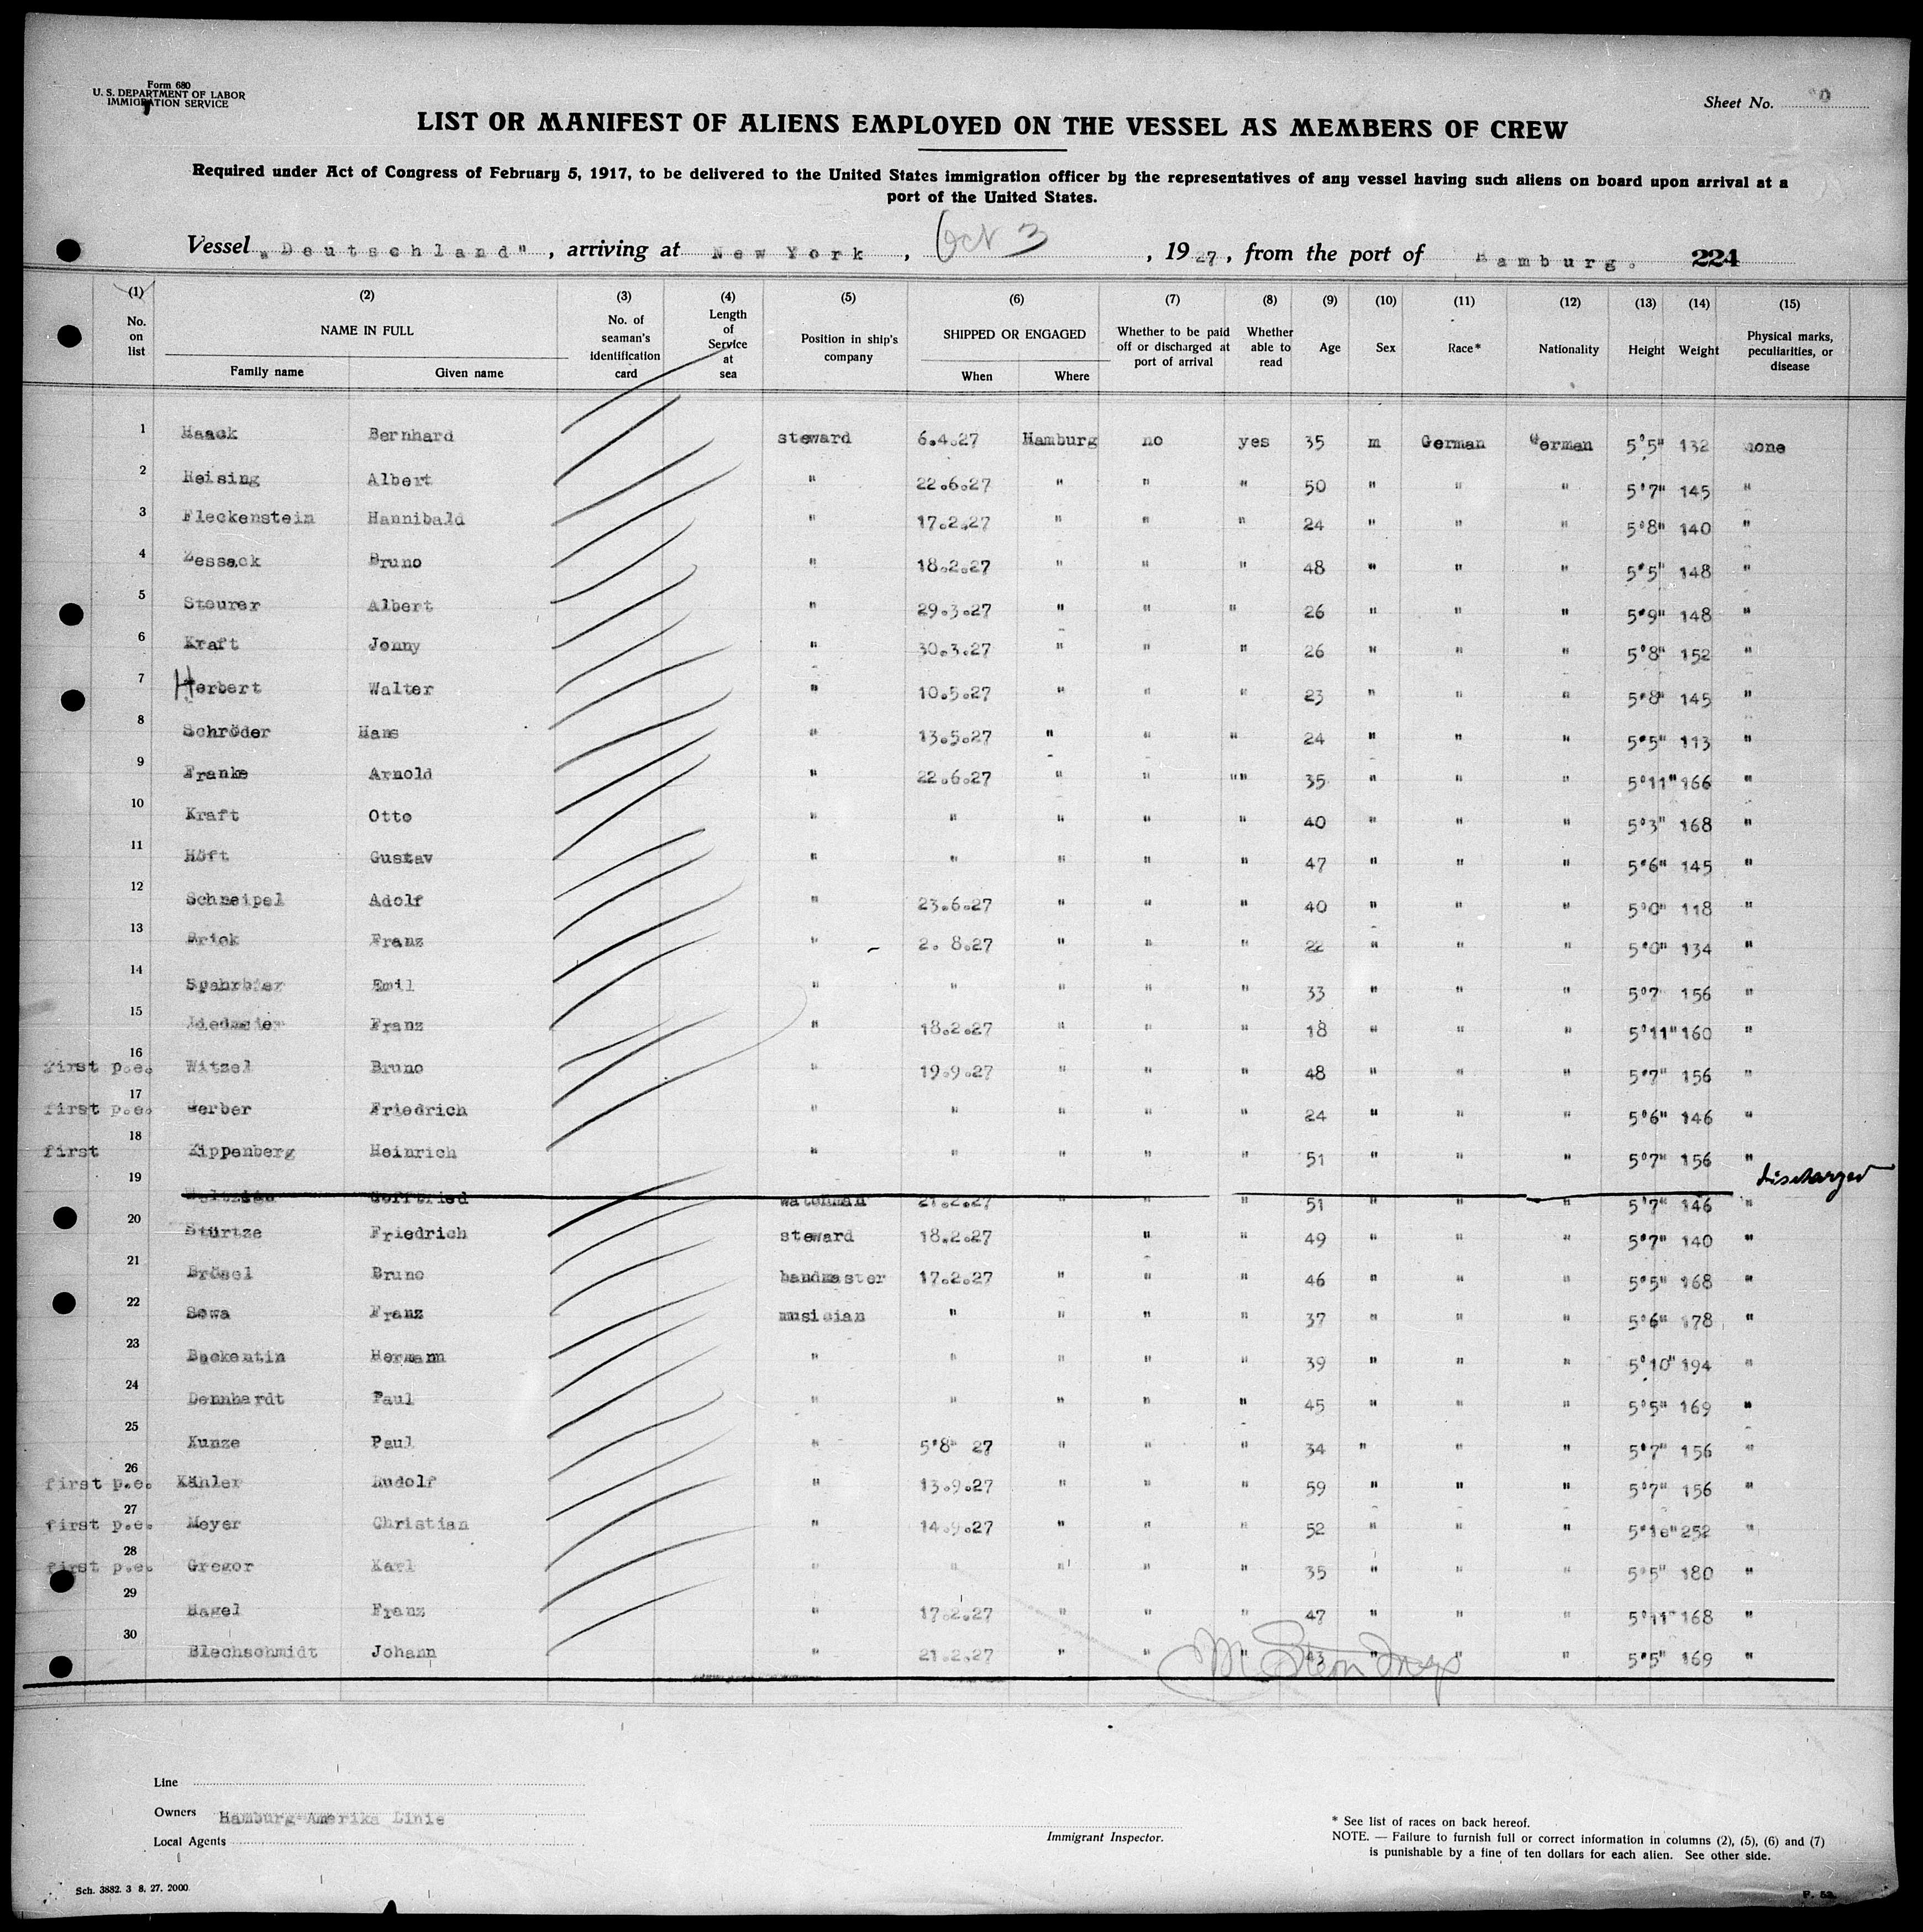 Form 680
U. S. DEPARTMENT OF LABOR
IMMIGRATION SERVICE
Sheet No.
LIST OR MANIFEST OF ALIENS EMPLOYED ON THE VESSEL AS MEMBERS OF CREW
Required under Act of Congress of February 5, 1917, to be delivered to the United States immigration officer by the representatives of any vessel having such aliens on board upon arrival at a
port of the United States.
Vessel „Deutschland", arriving at New York, Oct 3, 1927, from the port of Hamburg. 224
(1) (2) (3) (4) (5) (6) (7) (8) (9) (10) (11) (12) (13) (14) (15)
No. on list NAME IN FULL Family name Given name No. of seaman's identification card Length of Service at sea Position in ship's company SHIPPED OR ENGAGED When Where Whether to be paid off or discharged at port of arrival Whether able to read Age Sex Race* Nationality Height Weight Physical marks, peculiarities, or disease
1 Haack Bernhard steward 6.4.27 Hamburg no yes 35 m German German 5'5" 132 none
2 Heising Albert " 22.6.27 " " " 50 " " " 5'7" 145 "
3 Fleckenstein Hannibald " 17.2.27 " " " 24 " " " 5'8" 140 "
4 Zessack Bruno " 18.2.27 " " " 48 " " " 5'5" 148 "
5 Steurer Albert " 29.3.27 " " " 26 " " " 5'9" 148 "
6 Kraft Jonny " 30.3.27 " " " 26 " " " 5'8" 152 "
7 Herbert Walter " 10.5.27 " " " 23 " " " 5'8" 145 "
8 Schröder Hans " 13.5.27 " " " 24 " " " 5'5" 113 "
9 Franke Arnold " 22.6.27 " " "" 35 " " " 5'11" 166 "
10 Kraft Otto " " " " " 40 " " " 5'3" 168 "
11 Höft Gustav " " " " " 47 " " " 5'6" 145 "
12 Schneipel Adolf " 23.6.27 " " " 40 " " " 5'0" 118 "
13 Brick Franz " 2. 8.27 " " " 22 " " " 5'0" 134 "
14 Emil " " " " " 33 " " " 5'7 156 "
15 Franz " 18.2.27 " " " 18 " " " 5'11" 160 "
first p.e. 16 Witzel Bruno " 19.9.27 " " " 48 " " " 5'7" 156 "
first p.e. 17 Friedrich " " " " " 24 " " " 5'6" 146 "
first 18 Zippenberg Heinrich " " " " " 51 " " " 5'7" 156 "
19 Gottfried watchman 21.2.27 " " " 51 " " " 5'7" 146 " discharged
20 Stürtze Friedrich steward 18.2.27 " " 49 " " " 5'7" 140 "
21 Brösel Bruno bandmaster 17.2.27 " " " 46 " " " 5'5" 168 "
22 Sowa Franz musician " " " " 37 " " " 5'6" 178 "
23 Bockentin Hermann " " " " " 39 " " " 5'10" 194 "
24 Dennhardt Paul " " " " " 45 " " " 5'5" 169 "
25 Kunze Paul " 5'8" 27 " " " 34 " " " 5'7" 156 "
first p.e. 26 Kähler Rudolf " 13.9.27 " " " 59 " " " 5'7" 156 "
first p.e. 27 Meyer Christian " 14.9.27 " " " 52 " " " 5'10" 252 "
first p.e. 28 Gregor Karl " " " " " 35 " " " 5'5" 180 "
29 Hagel Franz " 17.2.27 " " " 47 " " " 5'11" 168 "
30 Blechschmidt Johann " 21.2.27 " " " 43 " " " 5'5" 169 "
Line
Owners Hamburg-Amerika Linie
Local Agents
Immigrant Inspector.
* See list of races on back hereof.
NOTE. — Failure to furnish full or correct information in columns (2), (5), (6) and (7)
is punishable by a fine of ten dollars for each alien. See other side.
Sch. 3882. 3 8. 27. 2000